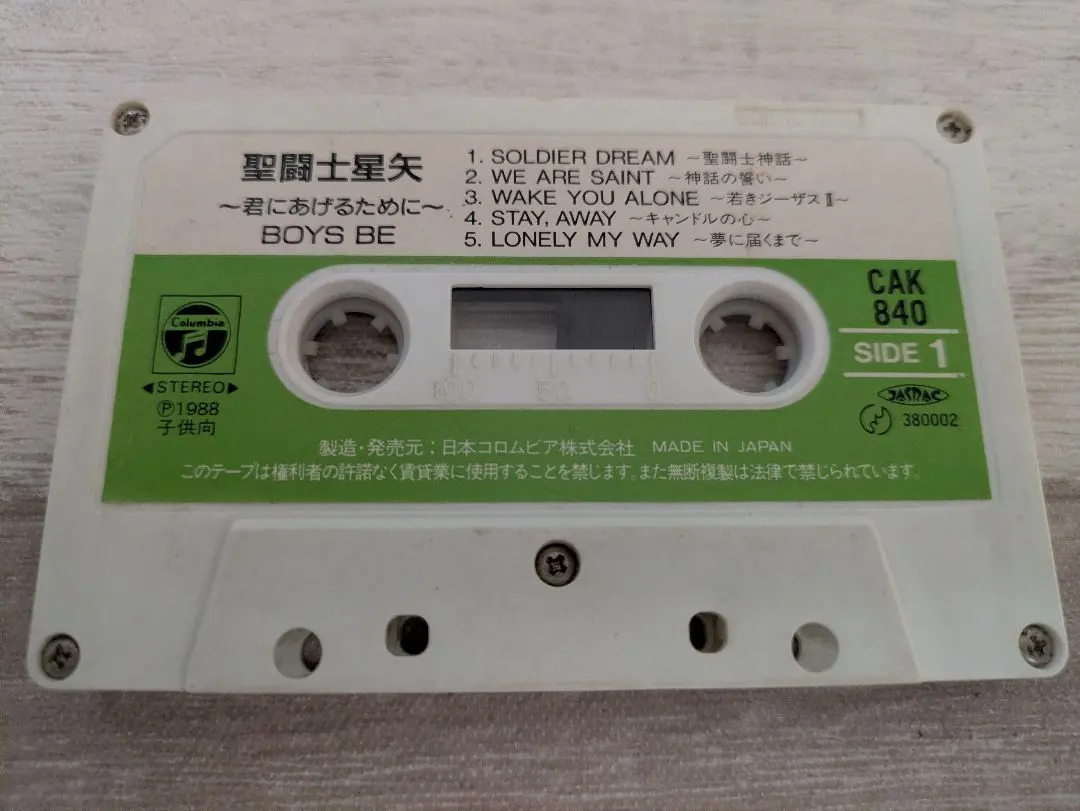 聖闘士星矢
～君にあげるために～
BOYS BE
1. SOLDIER DREAM ～聖闘士神話～
2. WE ARE SAINT ～神話の誓い～
3. WAKE YOU ALONE ～若きジーザスⅡ～
4. STAY, AWAY ～キャンドルの心～
5. LONELY MY WAY ～夢に届くまで～
Columbia
◀STEREO▶
Ⓟ1988
子供向
100 50 0
CAK
840
SIDE 1
JASRAC
380002
製造・発売元：日本コロムビア株式会社 MADE IN JAPAN
このテープは権利者の許諾なく賃貸業に使用することを禁じます。また無断複製は法律で禁じられています。